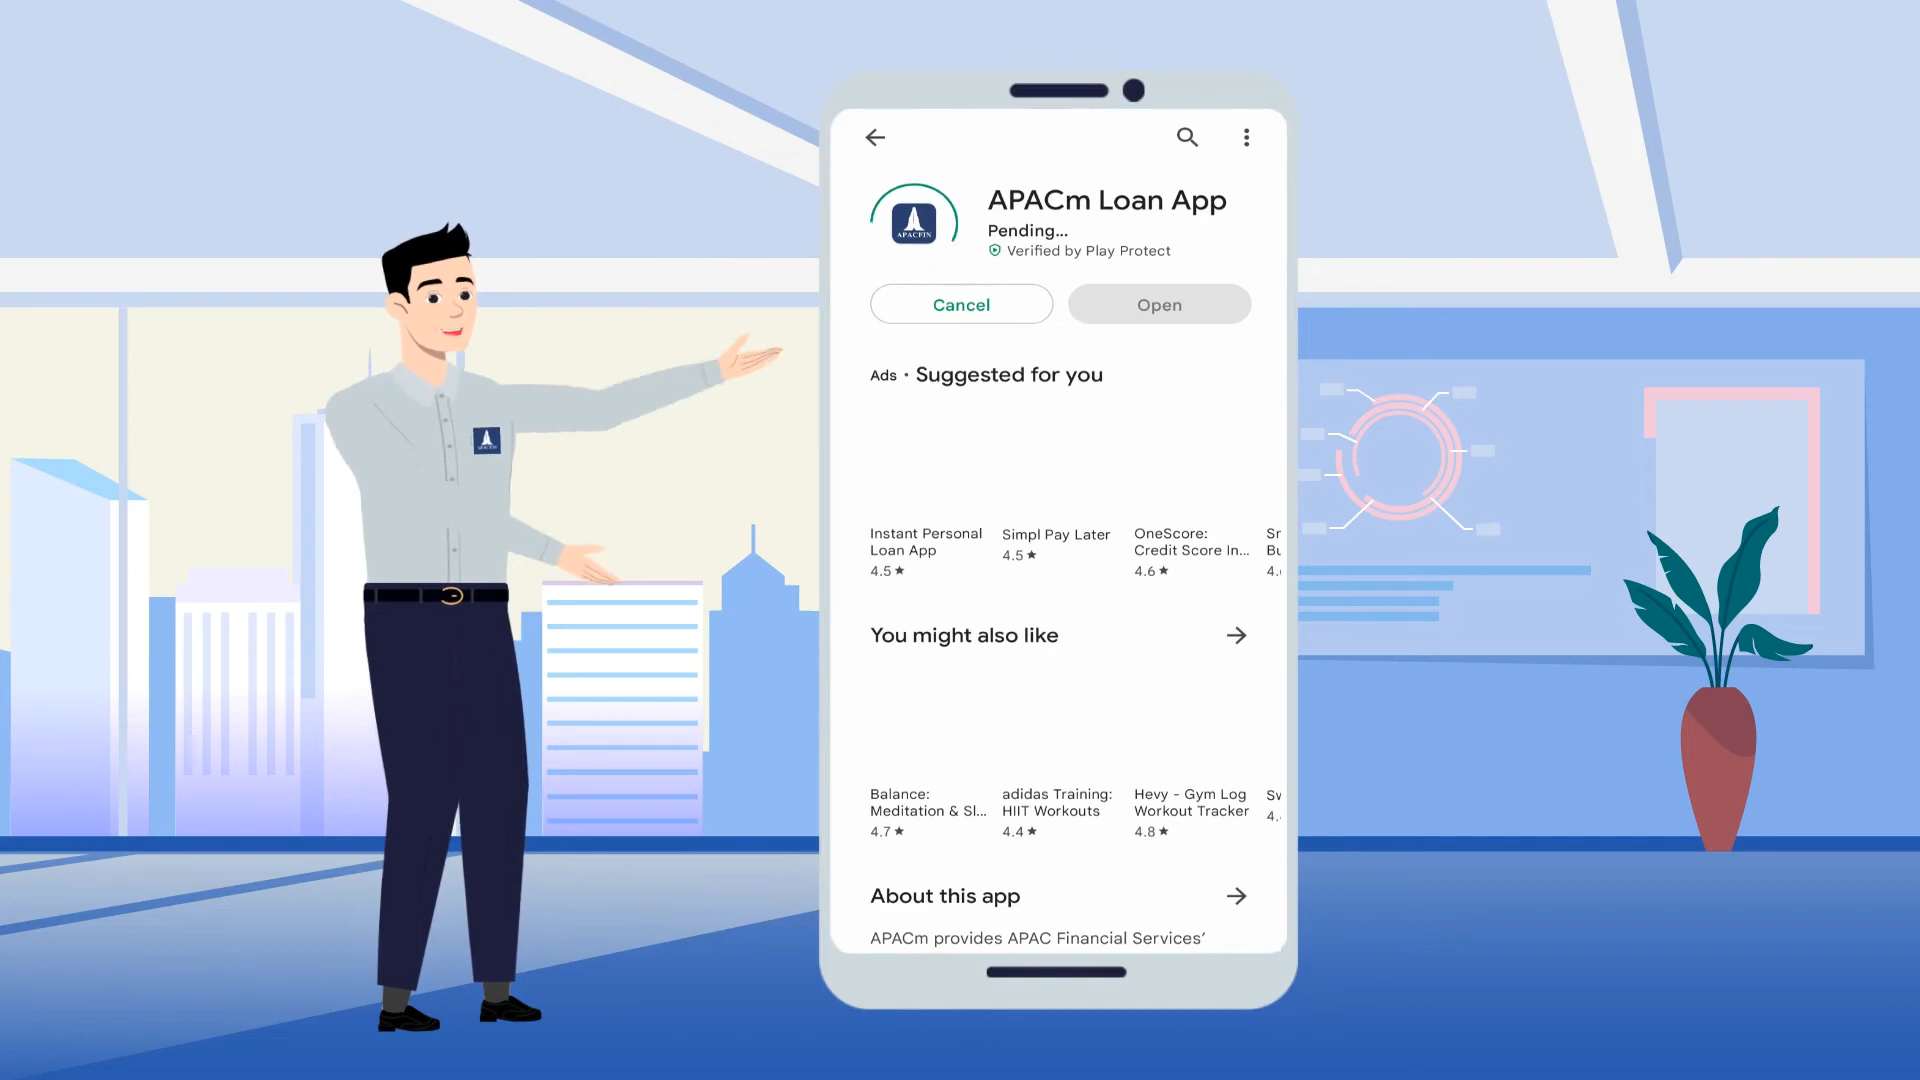 APACm Loan App
Pending...
Verified by Play Protect
APACFIN
Cancel
Open
Ads • Suggested for you
Instant Personal
Loan App
4.5 ★
Simpl Pay Later
4.5 ★
OneScore:
Credit Score In...
4.6 ★
You might also like
Balance:
Meditation & Sl...
4.7 ★
adidas Training:
HIIT Workouts
4.4 ★
Hevy - Gym Log
Workout Tracker
4.8 ★
About this app
APACm provides APAC Financial Services’